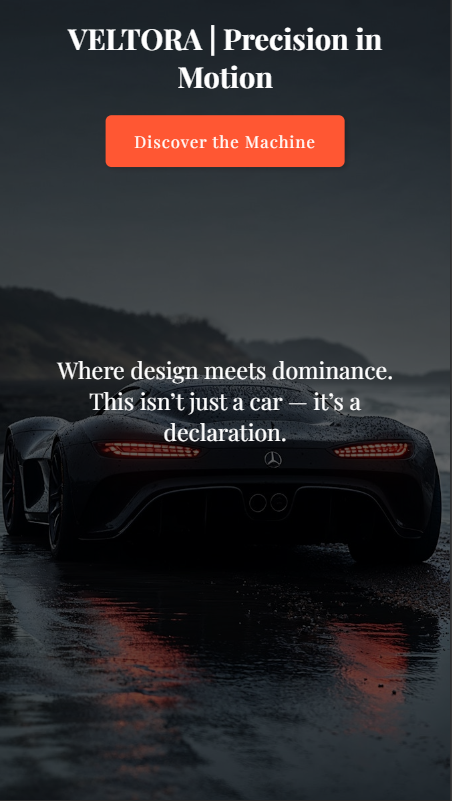 VELTORA | Precision in
Motion
Discover the Machine
Where design meets dominance.
This isn’t just a car — it’s a
declaration.